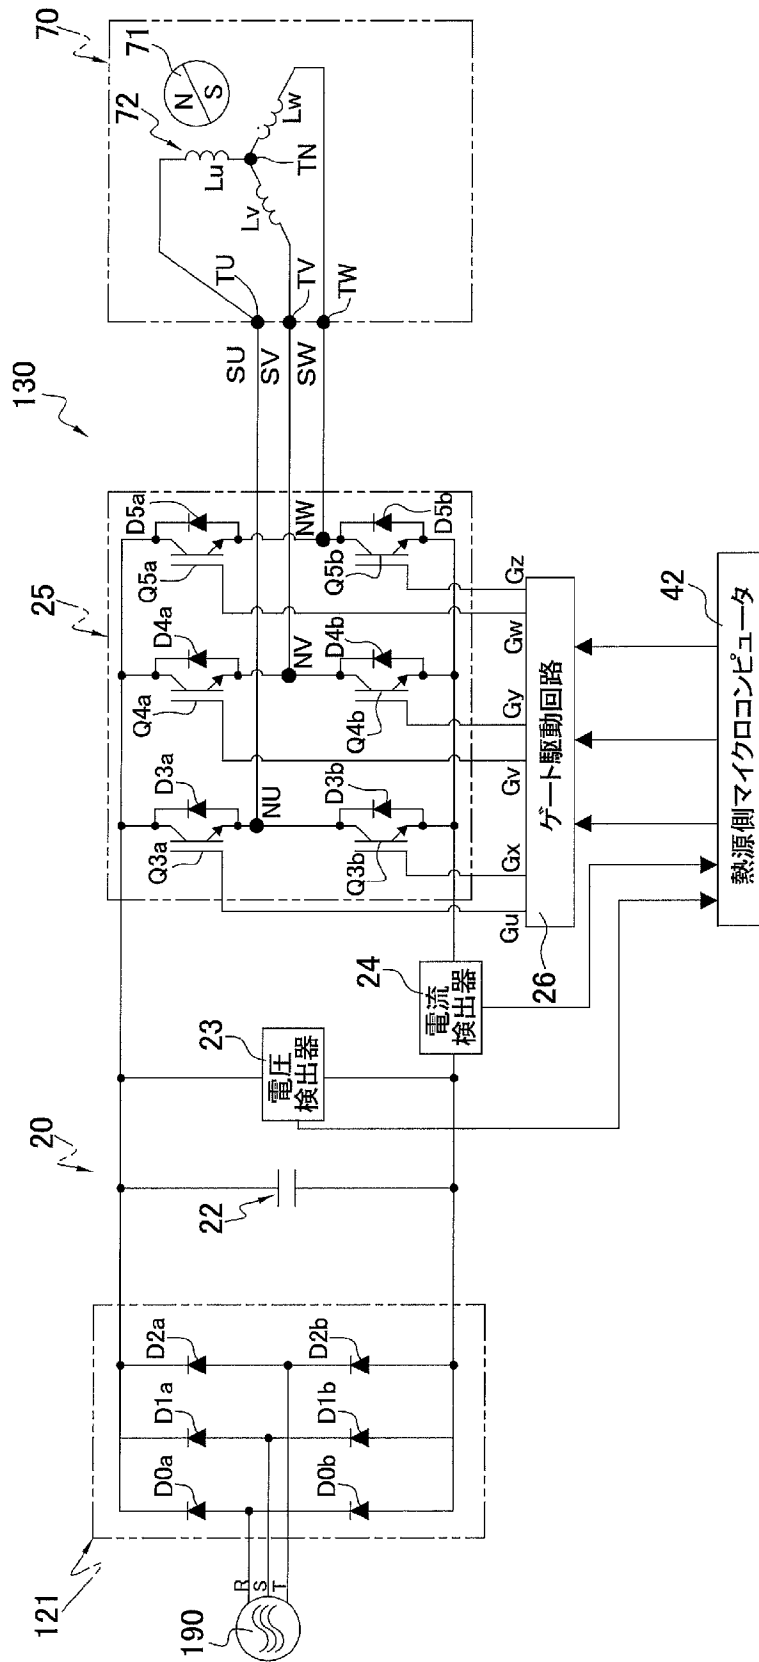 121
D0a
D1a
D2a
D0b
D1b
D2b
R
S
T
190
20
22
23
電圧
検出器
24
電流
検出器
25
Q3a
D3a
Q4a
D4a
Q5a
D5a
NU
NV
NW
Q3b
D3b
Q4b
D4b
Q5b
D5b
Gu
Gx
Gv
Gy
Gw
Gz
26
ゲート駆動回路
42
熱源側マイクロコンピュータ
130
SU
SV
SW
70
71
72
N
S
TU
TV
TW
Lu
Lv
Lw
TN